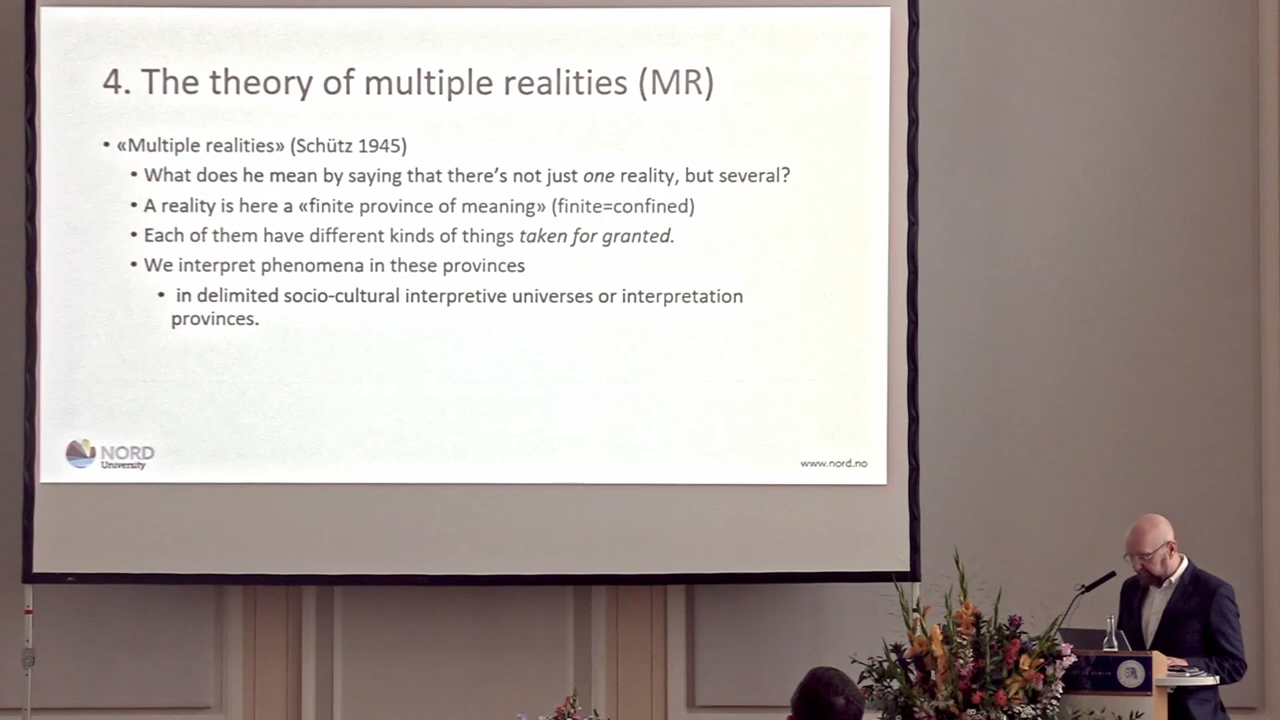 4. The theory of multiple realities (MR)
• «Multiple realities» (Schütz 1945)
• What does he mean by saying that there's not just one reality, but several?
• A reality is here a «finite province of meaning» (finite=confined)
• Each of them have different kinds of things taken for granted.
• We interpret phenomena in these provinces
• in delimited socio-cultural interpretive universes or interpretation
provinces.
NORD
University
www.nord.no